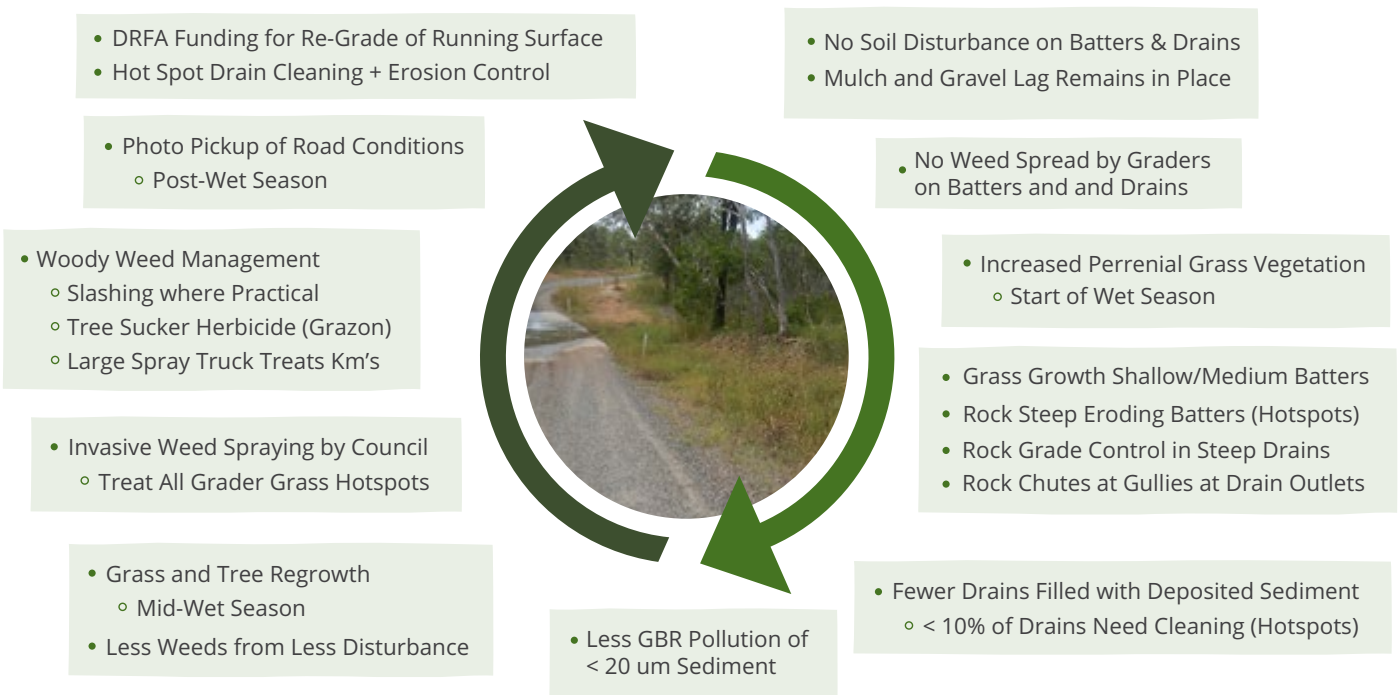 • DRFA Funding for Re-Grade of Running Surface
• Hot Spot Drain Cleaning + Erosion Control
• Photo Pickup of Road Conditions
○ Post-Wet Season
• Woody Weed Management
○ Slashing where Practical
○ Tree Sucker Herbicide (Grazon)
○ Large Spray Truck Treats Km’s
• Invasive Weed Spraying by Council
○ Treat All Grader Grass Hotspots
• Grass and Tree Regrowth
○ Mid-Wet Season
• Less Weeds from Less Disturbance
• No Soil Disturbance on Batters & Drains
• Mulch and Gravel Lag Remains in Place
• No Weed Spread by Graders
on Batters and and Drains
• Increased Perrenial Grass Vegetation
○ Start of Wet Season
• Grass Growth Shallow/Medium Batters
• Rock Steep Eroding Batters (Hotspots)
• Rock Grade Control in Steep Drains
• Rock Chutes at Gullies at Drain Outlets
• Fewer Drains Filled with Deposited Sediment
○ < 10% of Drains Need Cleaning (Hotspots)
• Less GBR Pollution of
< 20 um Sediment